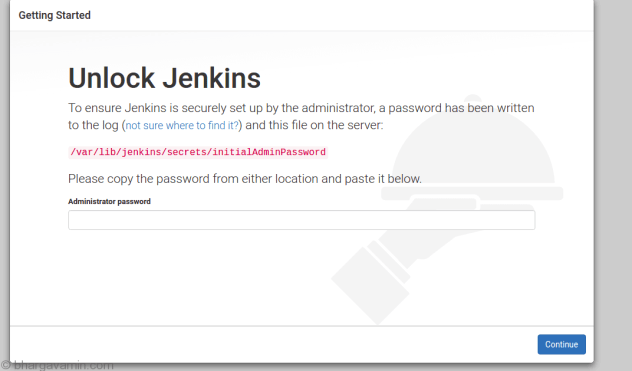 Getting Started
Unlock Jenkins
To ensure Jenkins is securely set up by the administrator, a password has been written
to the log (not sure where to find it?) and this file on the server:
/var/lib/jenkins/secrets/initialAdminPassword
Please copy the password from either location and paste it below.
Administrator password
Continue
© bhargavamin.com